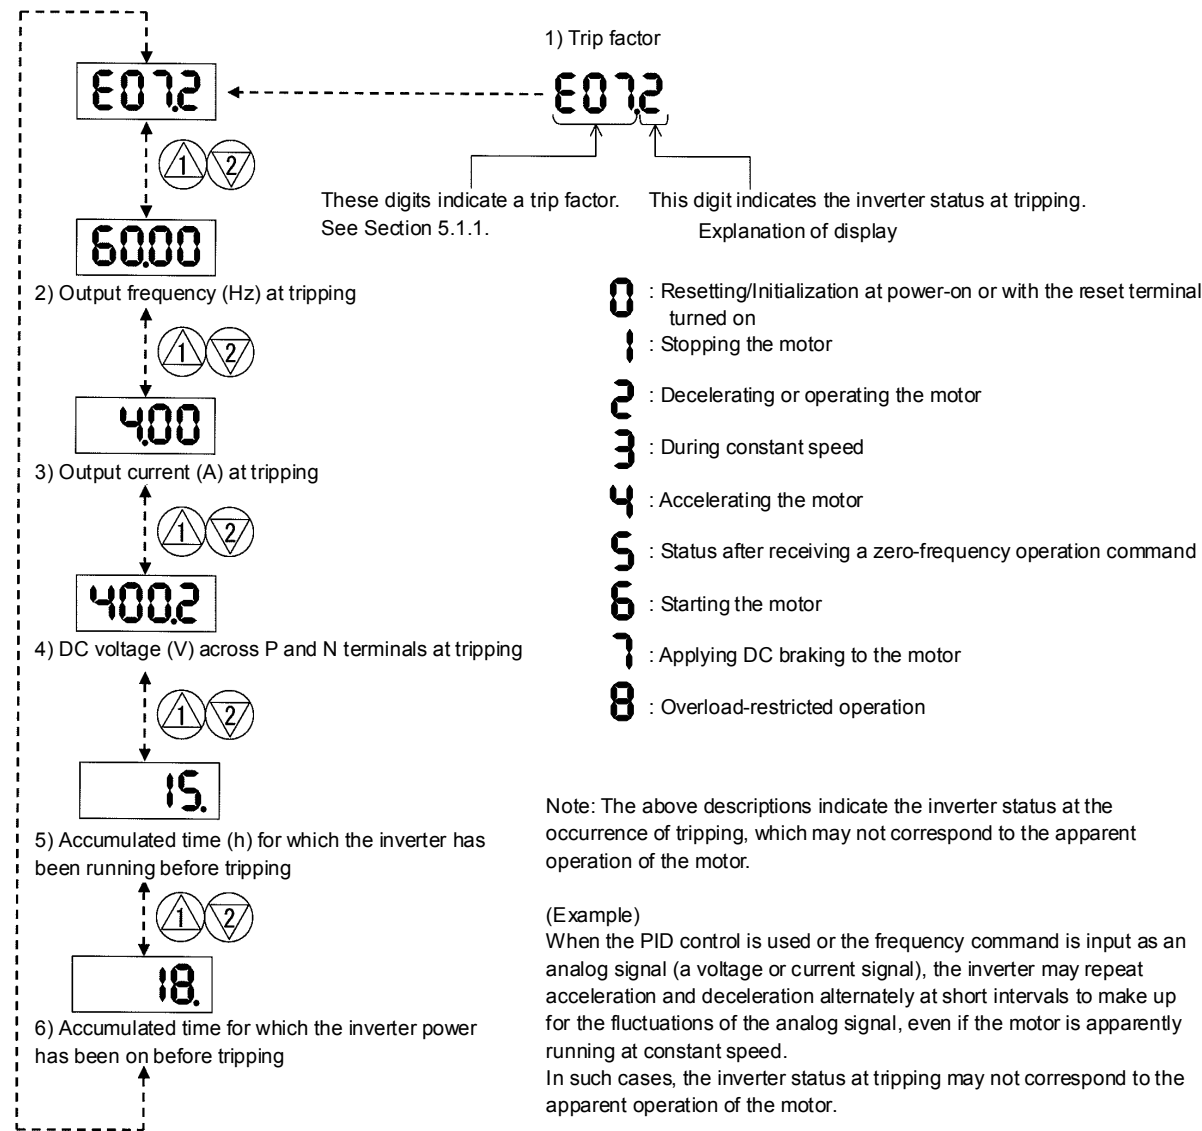 1) Trip factor
E07.2
E07.2
1 2
These digits indicate a trip factor.
See Section 5.1.1.
This digit indicates the inverter status at tripping.
Explanation of display
60.00
2) Output frequency (Hz) at tripping
1 2
4.00
3) Output current (A) at tripping
1 2
400.2
4) DC voltage (V) across P and N terminals at tripping
1 2
15.
5) Accumulated time (h) for which the inverter has
been running before tripping
1 2
18.
6) Accumulated time for which the inverter power
has been on before tripping
0 : Resetting/Initialization at power-on or with the reset terminal
turned on
1 : Stopping the motor
2 : Decelerating or operating the motor
3 : During constant speed
4 : Accelerating the motor
5 : Status after receiving a zero-frequency operation command
6 : Starting the motor
7 : Applying DC braking to the motor
8 : Overload-restricted operation
Note: The above descriptions indicate the inverter status at the
occurrence of tripping, which may not correspond to the apparent
operation of the motor.
(Example)
When the PID control is used or the frequency command is input as an
analog signal (a voltage or current signal), the inverter may repeat
acceleration and deceleration alternately at short intervals to make up
for the fluctuations of the analog signal, even if the motor is apparently
running at constant speed.
In such cases, the inverter status at tripping may not correspond to the
apparent operation of the motor.